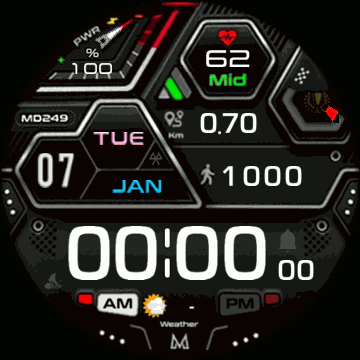 PWR
%
100
62
Mid
MD249
Km
0.70
TUE
07
JAN
1000
00:00
00
AM
-
PM
Weather